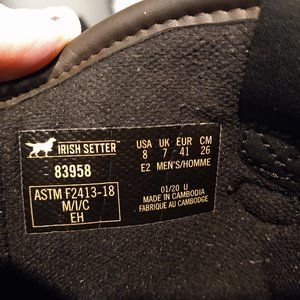 IRISH SETTER
83958
ASTM F2413-18
M/I/C
EH
USA UK EUR CM
8 7 41 26
E2 MEN'S/HOMME
01/20 U
MADE IN CAMBODIA
FABRIQUE AU CAMBODGE